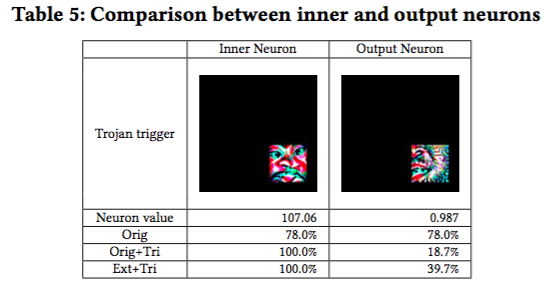 Table 5: Comparison between inner and output neurons
Inner Neuron Output Neuron
Trojan trigger
Neuron value 107.06 0.987
Orig 78.0% 78.0%
Orig+Tri 100.0% 18.7%
Ext+Tri 100.0% 39.7%